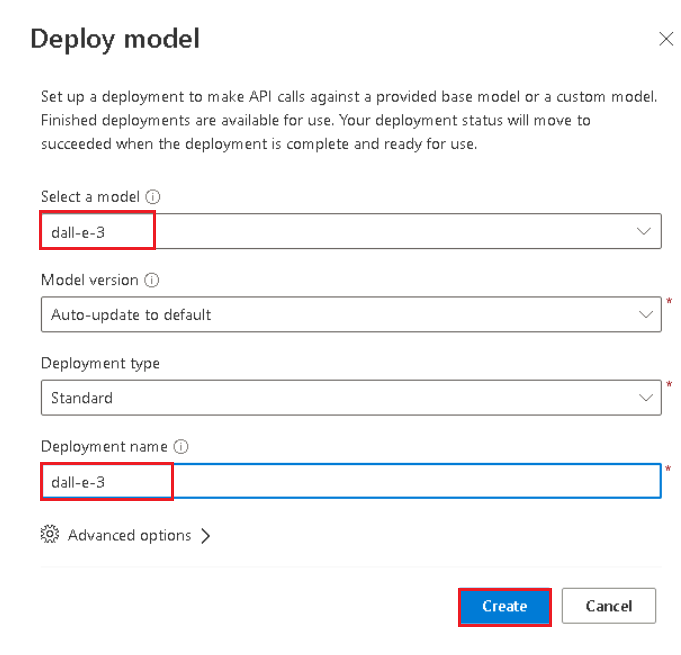 Deploy model
Set up a deployment to make API calls against a provided base model or a custom model.
Finished deployments are available for use. Your deployment status will move to
succeeded when the deployment is complete and ready for use.
Select a model
dall-e-3
Model version
Auto-update to default
*
Deployment type
Standard
*
Deployment name
dall-e-3
*
Advanced options
Create Cancel